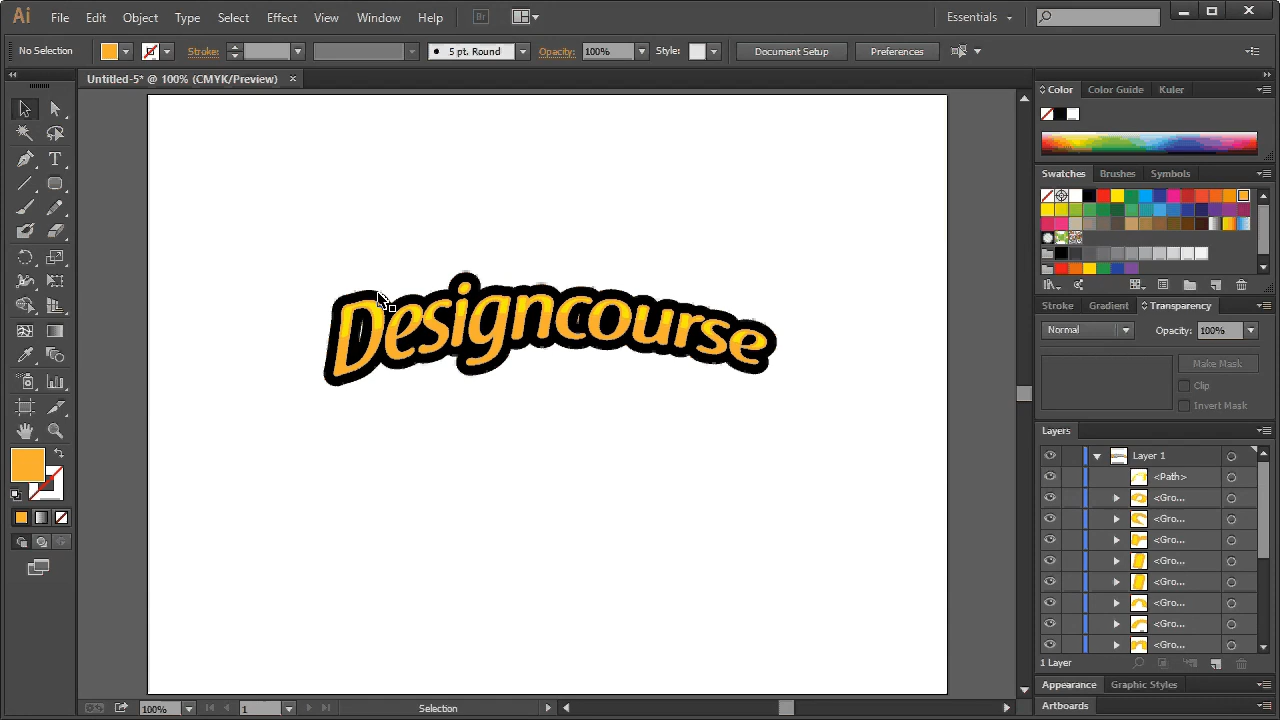 Ai File Edit Object Type Select Effect View Window Help Br Essentials
No Selection Stroke: 5 pt. Round Opacity: 100% Style: Document Setup Preferences
Untitled-5* @ 100% (CMYK/Preview)
Color Color Guide Kuler
Swatches Brushes Symbols
Designcourse
Stroke Gradient Transparency
Normal Opacity: 100%
Make Mask
Clip
Invert Mask
Layers
Layer 1
<Path>
<Gro...
<Gro...
<Gro...
<Gro...
<Gro...
<Gro...
<Gro...
<Gro...
1 Layer
Appearance Graphic Styles
Artboards
100% 1 Selection